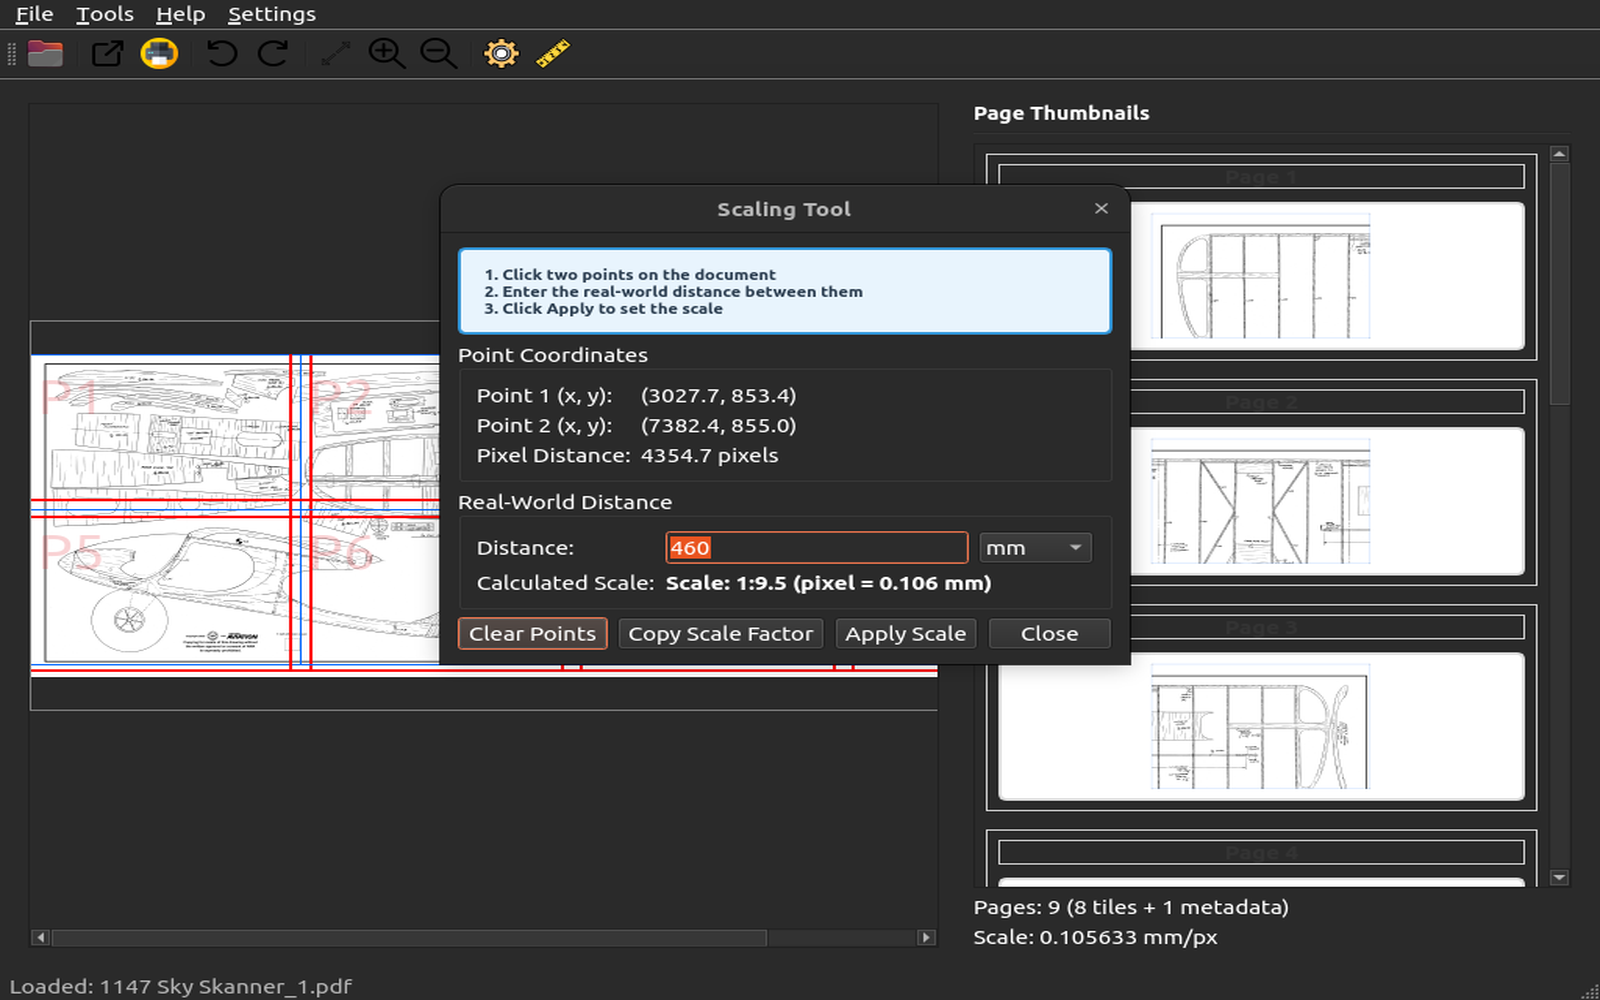 File Tools Help Settings
Page Thumbnails
Page 1
Page 2
Page 3
Page 4
Scaling Tool
1. Click two points on the document
2. Enter the real-world distance between them
3. Click Apply to set the scale
Point Coordinates
Point 1 (x, y): (3027.7, 853.4)
Point 2 (x, y): (7382.4, 855.0)
Pixel Distance: 4354.7 pixels
Real-World Distance
Distance: 460 mm
Calculated Scale: Scale: 1:9.5 (pixel = 0.106 mm)
Clear Points Copy Scale Factor Apply Scale Close
P1 P2
P5 P6
AVIATION
Pages: 9 (8 tiles + 1 metadata)
Scale: 0.105633 mm/px
Loaded: 1147 Sky Skanner_1.pdf